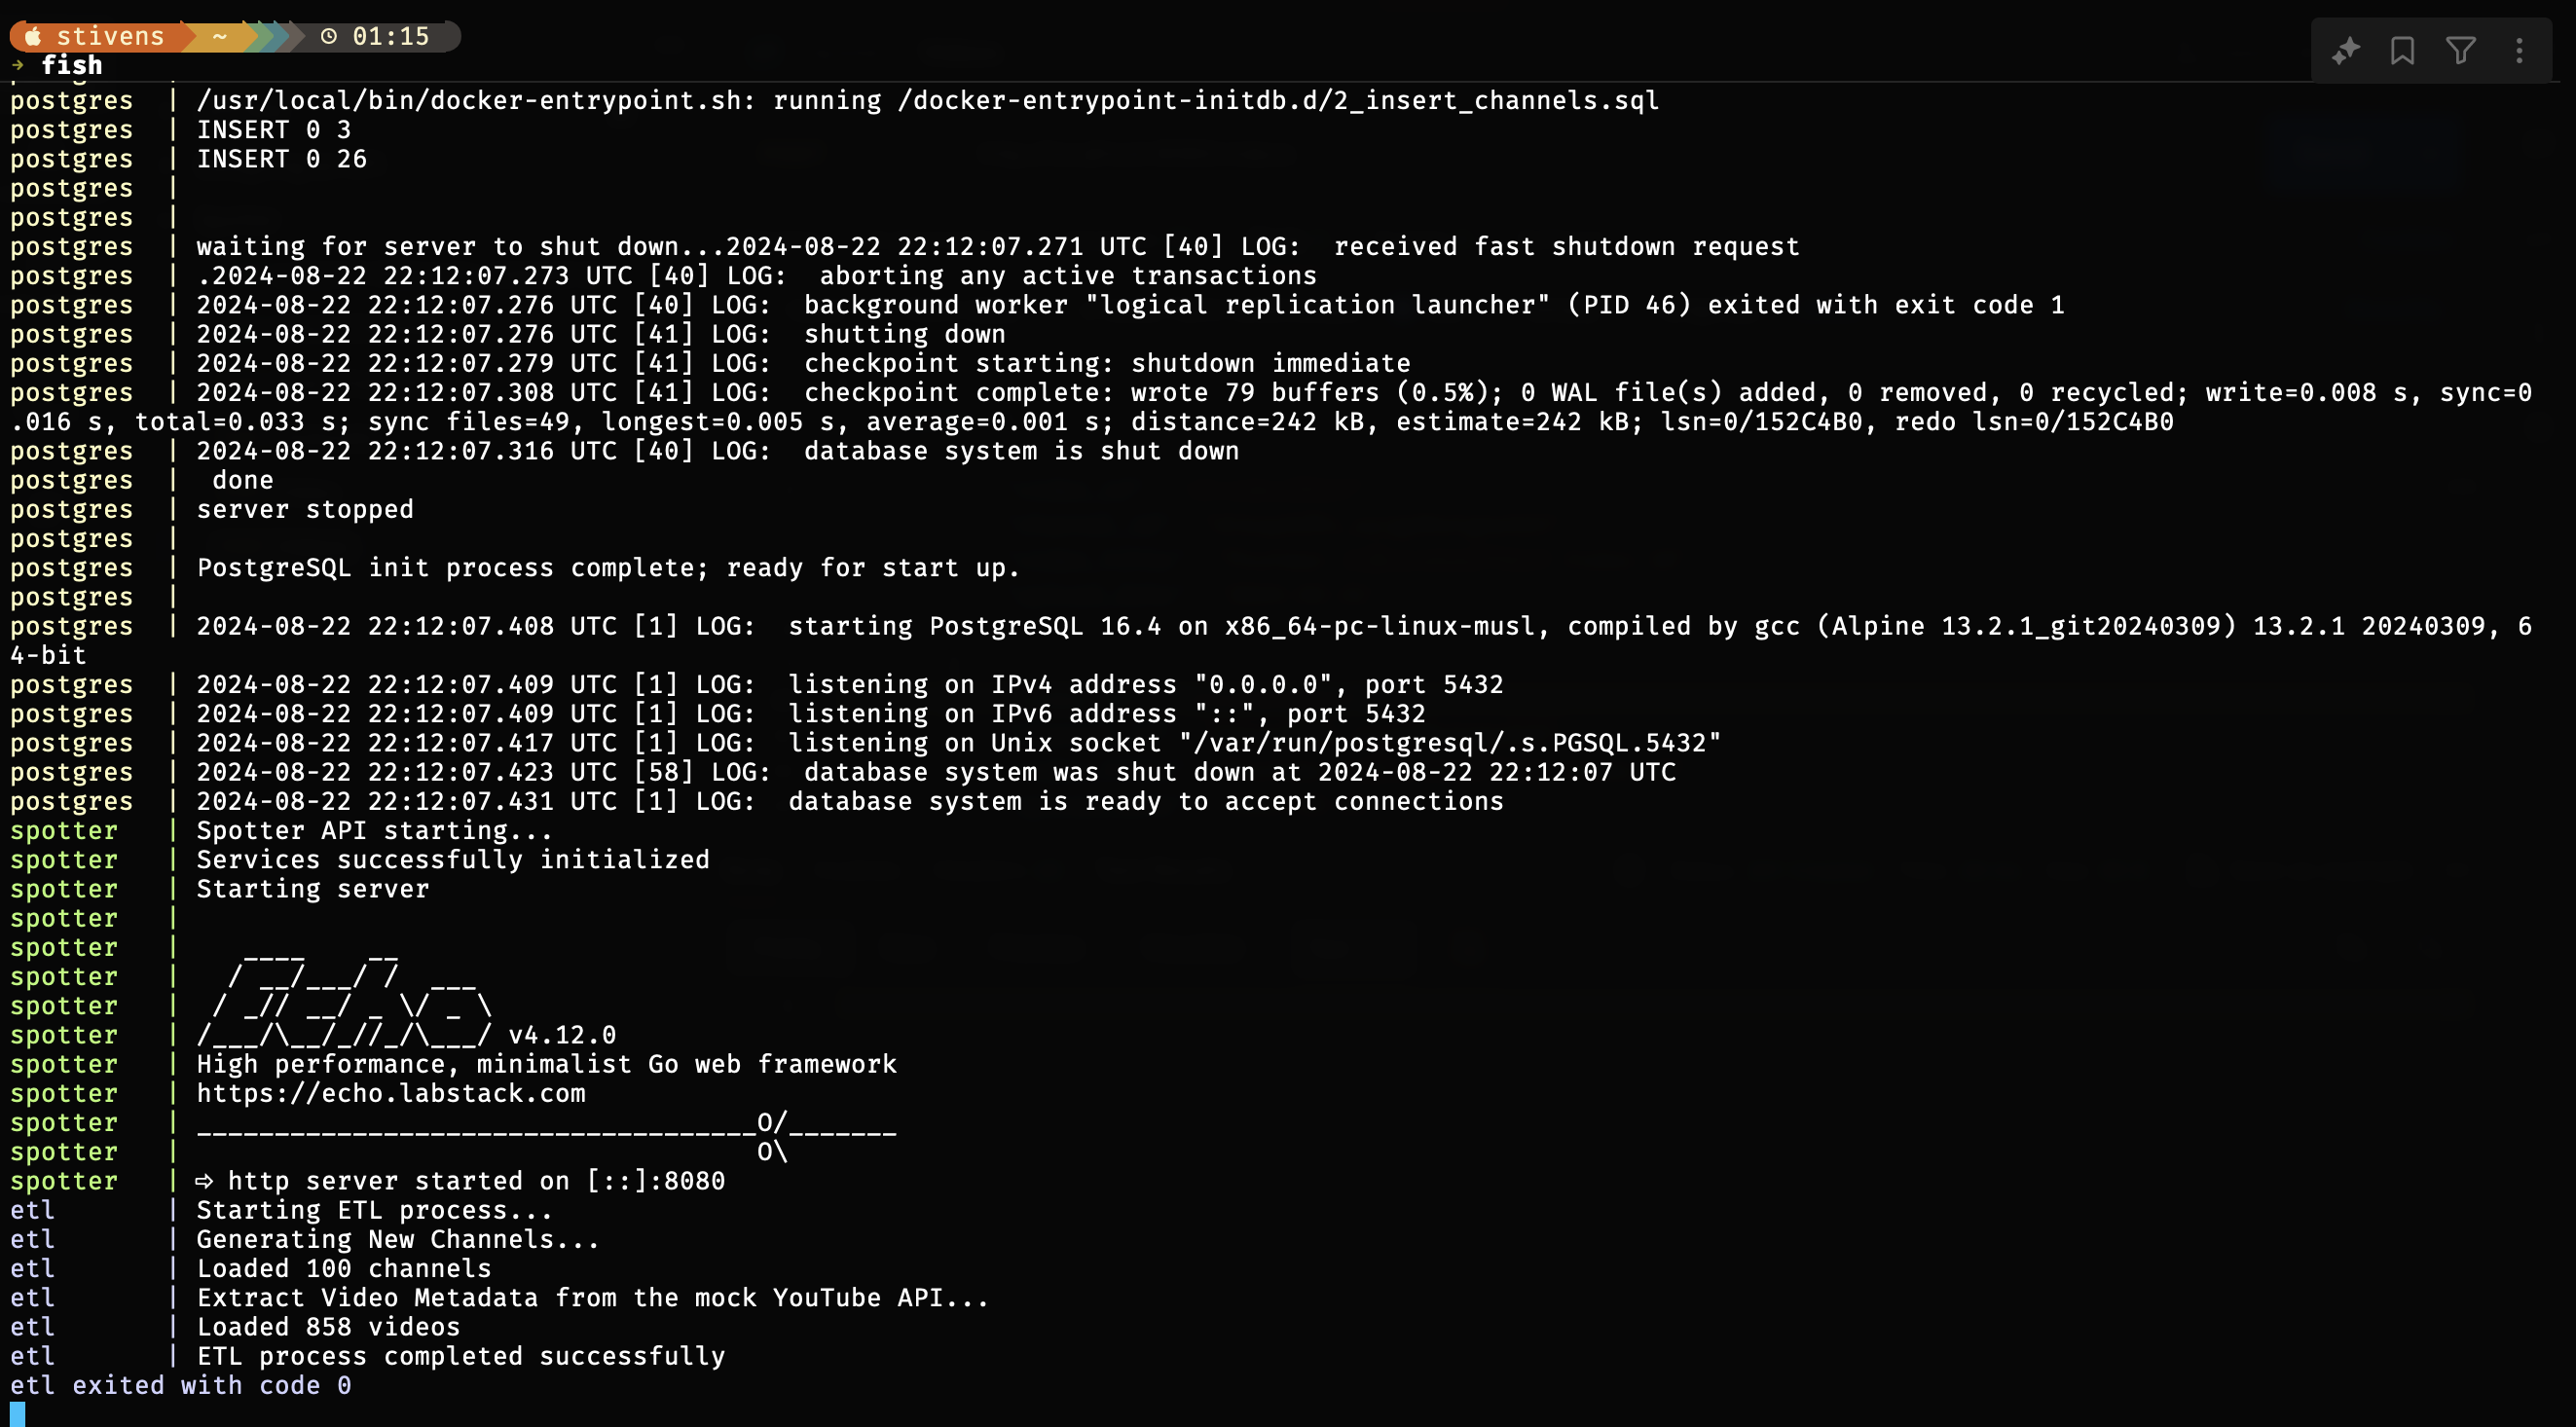 stivens ~ 01:15
→ fish
postgres | /usr/local/bin/docker-entrypoint.sh: running /docker-entrypoint-initdb.d/2_insert_channels.sql
postgres | INSERT 0 3
postgres | INSERT 0 26
postgres |
postgres |
postgres | waiting for server to shut down...2024-08-22 22:12:07.271 UTC [40] LOG:  received fast shutdown request
postgres | .2024-08-22 22:12:07.273 UTC [40] LOG:  aborting any active transactions
postgres | 2024-08-22 22:12:07.276 UTC [40] LOG:  background worker "logical replication launcher" (PID 46) exited with exit code 1
postgres | 2024-08-22 22:12:07.276 UTC [41] LOG:  shutting down
postgres | 2024-08-22 22:12:07.279 UTC [41] LOG:  checkpoint starting: shutdown immediate
postgres | 2024-08-22 22:12:07.308 UTC [41] LOG:  checkpoint complete: wrote 79 buffers (0.5%); 0 WAL file(s) added, 0 removed, 0 recycled; write=0.008 s, sync=0
.016 s, total=0.033 s; sync files=49, longest=0.005 s, average=0.001 s; distance=242 kB, estimate=242 kB; lsn=0/152C4B0, redo lsn=0/152C4B0
postgres | 2024-08-22 22:12:07.316 UTC [40] LOG:  database system is shut down
postgres |  done
postgres | server stopped
postgres |
postgres | PostgreSQL init process complete; ready for start up.
postgres |
postgres | 2024-08-22 22:12:07.408 UTC [1] LOG:  starting PostgreSQL 16.4 on x86_64-pc-linux-musl, compiled by gcc (Alpine 13.2.1_git20240309) 13.2.1 20240309, 6
4-bit
postgres | 2024-08-22 22:12:07.409 UTC [1] LOG:  listening on IPv4 address "0.0.0.0", port 5432
postgres | 2024-08-22 22:12:07.409 UTC [1] LOG:  listening on IPv6 address "::", port 5432
postgres | 2024-08-22 22:12:07.417 UTC [1] LOG:  listening on Unix socket "/var/run/postgresql/.s.PGSQL.5432"
postgres | 2024-08-22 22:12:07.423 UTC [58] LOG:  database system was shut down at 2024-08-22 22:12:07 UTC
postgres | 2024-08-22 22:12:07.431 UTC [1] LOG:  database system is ready to accept connections
spotter | Spotter API starting...
spotter | Services successfully initialized
spotter | Starting server
spotter |
spotter |    ____    __
spotter |   / __/___/ /  ___
spotter |  / _// __/ _ \/ _ \
spotter | /___/\__/_//_/\___/ v4.12.0
spotter | High performance, minimalist Go web framework
spotter | https://echo.labstack.com
spotter | ____________________________________O/_______
spotter |                                     O\
spotter | ⇨ http server started on [::]:8080
etl | Starting ETL process...
etl | Generating New Channels...
etl | Loaded 100 channels
etl | Extract Video Metadata from the mock YouTube API...
etl | Loaded 858 videos
etl | ETL process completed successfully
etl exited with code 0